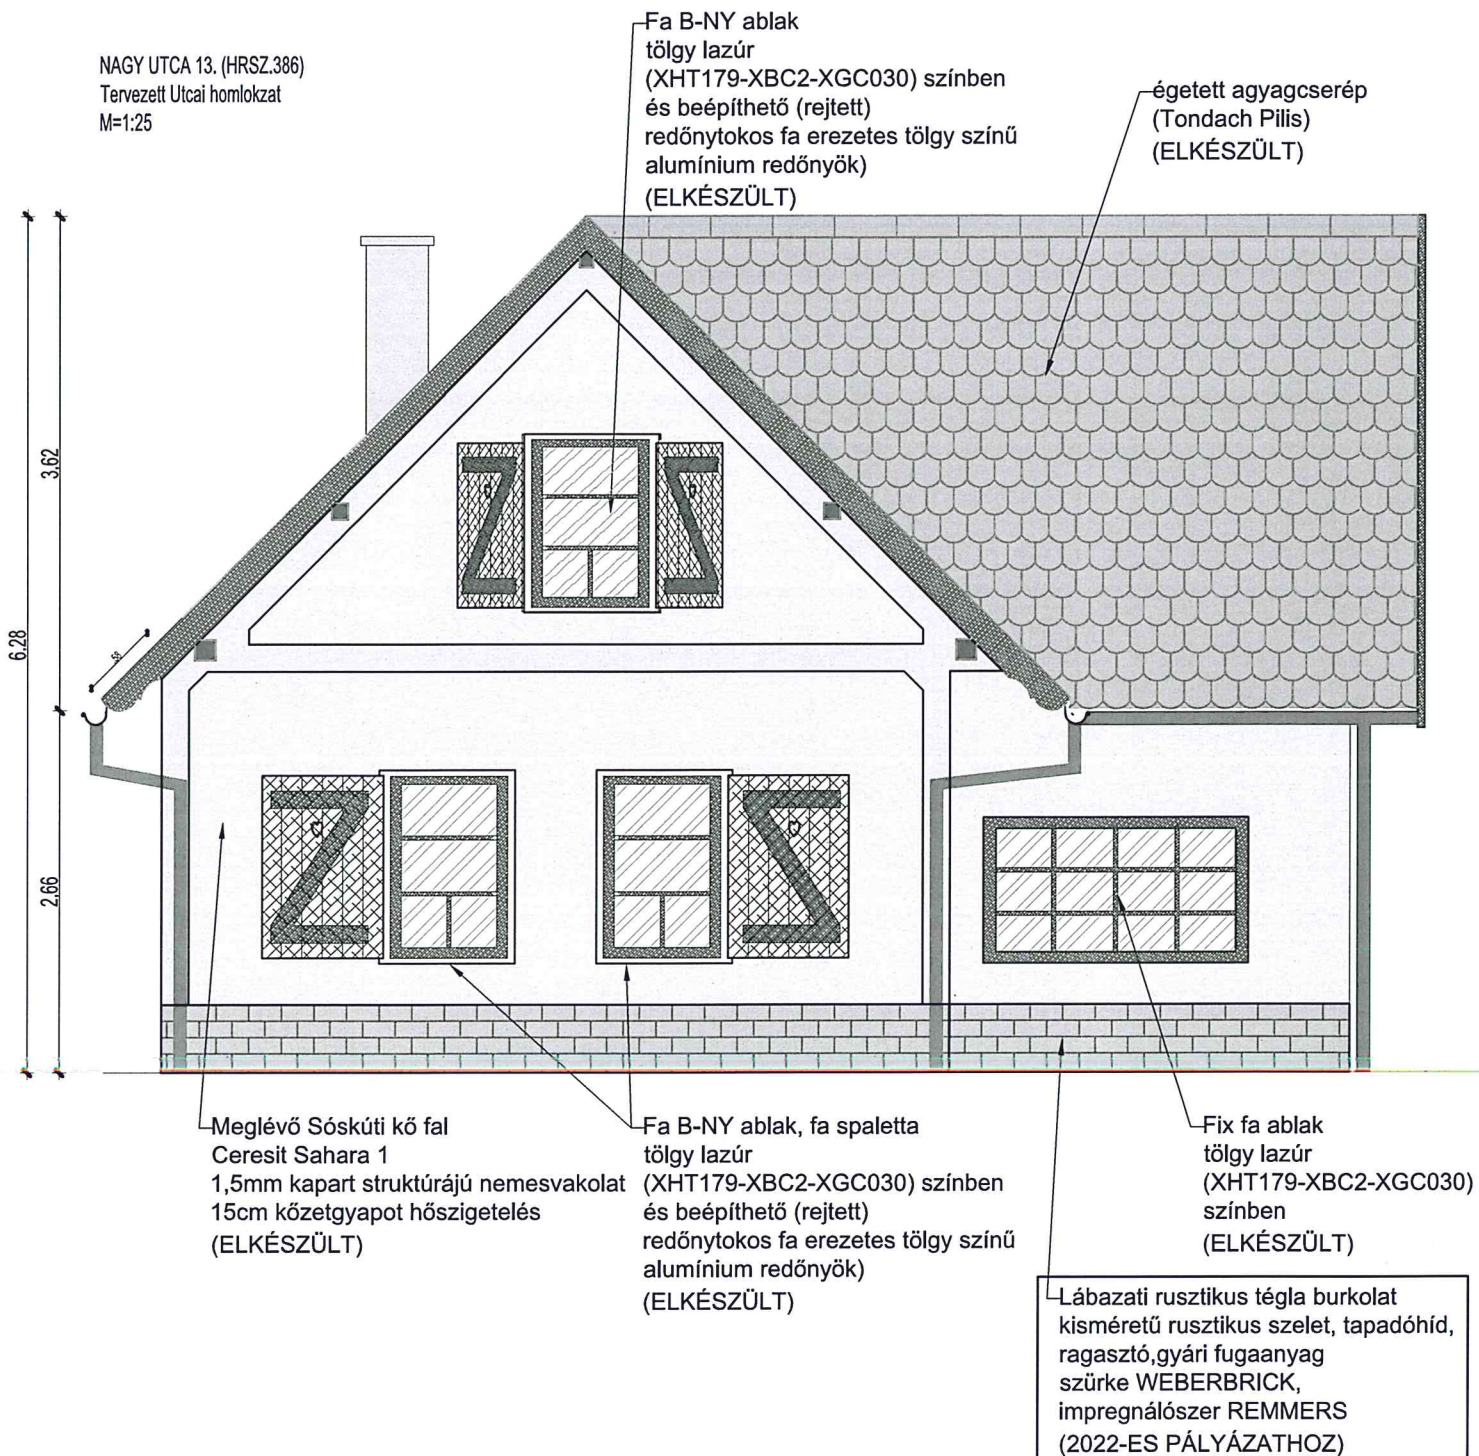 NAGY UTCA 13. (HRSZ.386)
Tervezett Utcai homlokzat
M=1:25
Fa B-NY ablak
tölgy lazúr
(XHT179-XBC2-XGC030) színben
és beépíthető (rejtett)
redőnytokos fa erezetes tölgy színű
alumínium redőnyök)
(ELKÉSZÜLT)
égetett agyagcserép
(Tondach Pilis)
(ELKÉSZÜLT)
3.62
6.28
2.66
Meglévő Sóskúti kő fal
Ceresit Sahara 1
1,5mm kapart struktúrájú nemesvakolat
15cm kőzetgyapot hőszigetelés
(ELKÉSZÜLT)
Fa B-NY ablak, fa spaletta
tölgy lazúr
(XHT179-XBC2-XGC030) színben
és beépíthető (rejtett)
redőnytokos fa erezetes tölgy színű
alumínium redőnyök)
(ELKÉSZÜLT)
Fix fa ablak
tölgy lazúr
(XHT179-XBC2-XGC030)
színben
(ELKÉSZÜLT)
Lábazati rusztikus tégla burkolat
kisméretű rusztikus szelet, tapadóhíd,
ragasztó,gyári fugaanyag
szürke WEBERBRICK,
impregnálószer REMMERS
(2022-ES PÁLYÁZATHOZ)